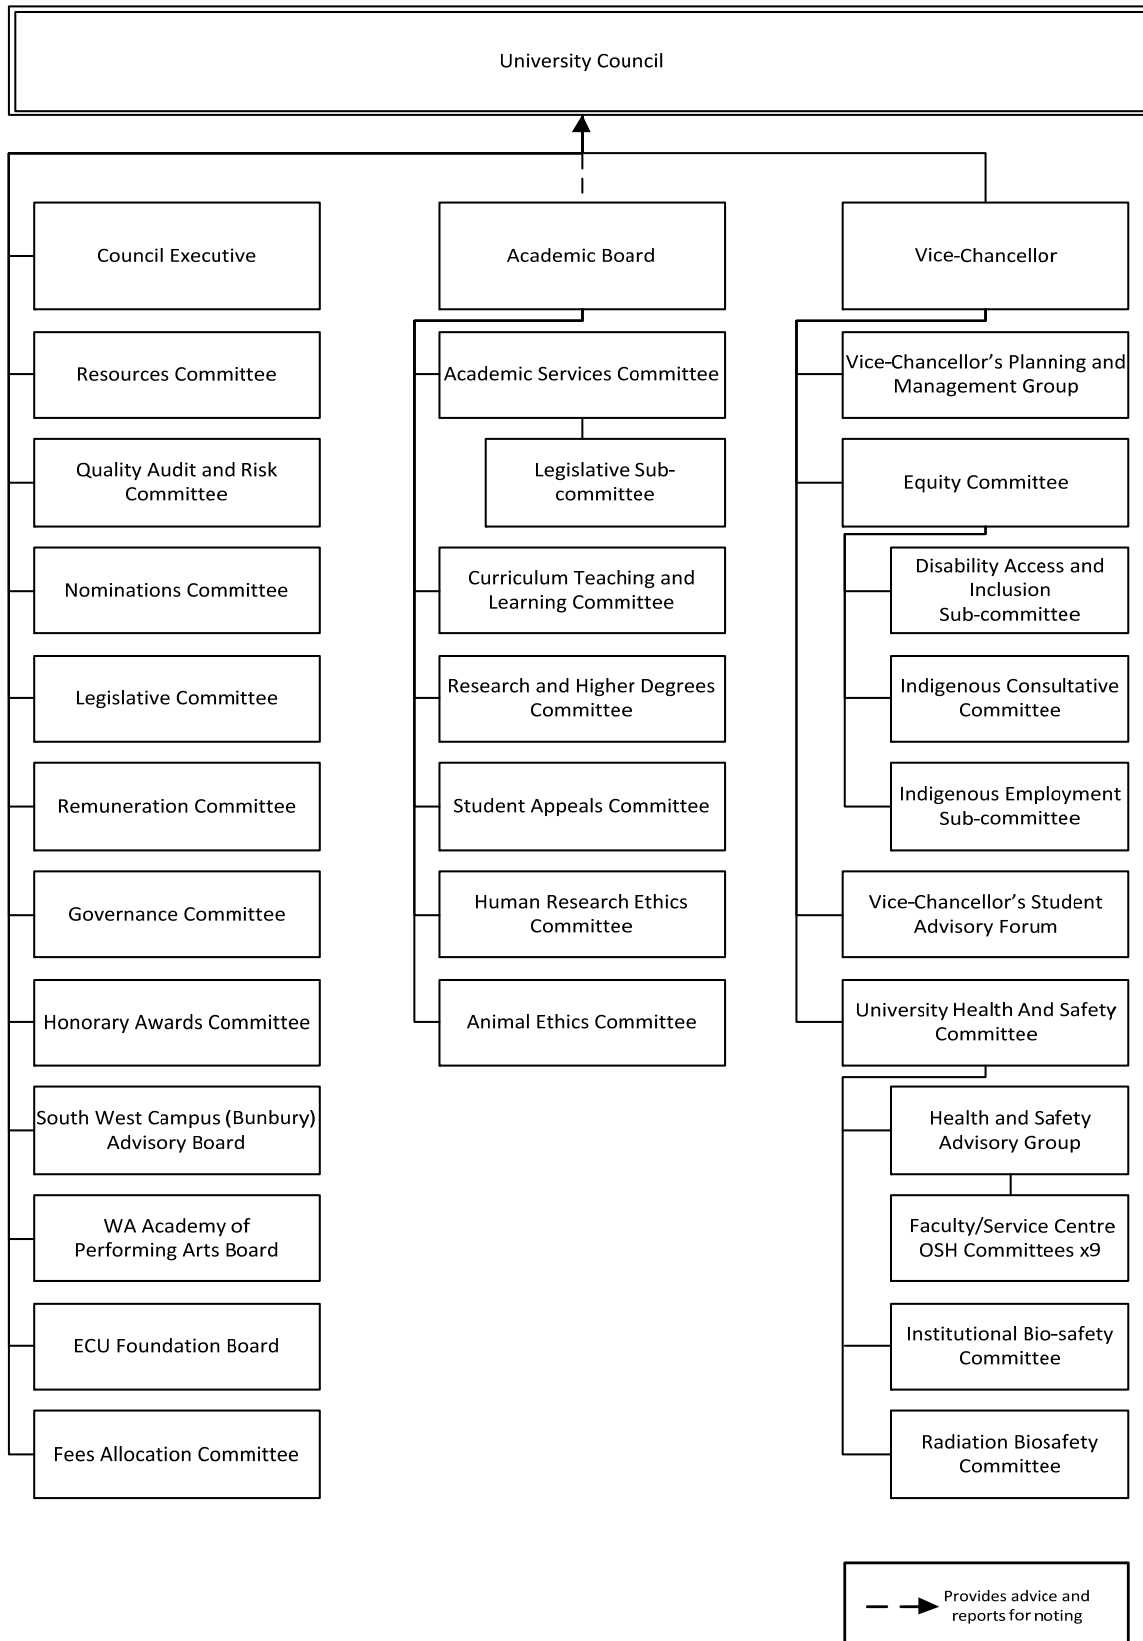 University Council
Council Executive
Resources Committee
Quality Audit and Risk
Committee
Nominations Committee
Legislative Committee
Remuneration Committee
Governance Committee
Honorary Awards Committee
South West Campus (Bunbury)
Advisory Board
WA Academy of
Performing Arts Board
ECU Foundation Board
Fees Allocation Committee
Academic Board
Academic Services Committee
Legislative Sub-
committee
Curriculum Teaching and
Learning Committee
Research and Higher Degrees
Committee
Student Appeals Committee
Human Research Ethics
Committee
Animal Ethics Committee
Vice-Chancellor
Vice-Chancellor’s Planning and
Management Group
Equity Committee
Disability Access and
Inclusion
Sub-committee
Indigenous Consultative
Committee
Indigenous Employment
Sub-committee
Vice-Chancellor’s Student
Advisory Forum
University Health And Safety
Committee
Health and Safety
Advisory Group
Faculty/Service Centre
OSH Committees x9
Institutional Bio-safety
Committee
Radiation Biosafety
Committee
Provides advice and
reports for noting